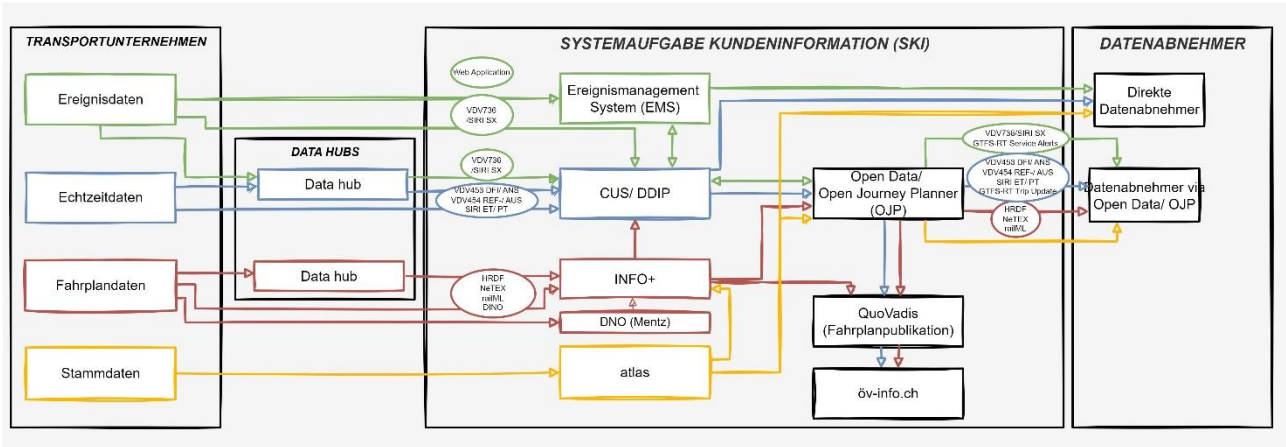 TRANSPORTUNTERNEHMEN
Ereignisdaten
Echtzeitdaten
Fahrplandaten
Stammdaten
DATA HUBS
Data hub
Data hub
SYSTEMAUFGABE KUNDENINFORMATION (SKI)
Web Application
VDV736
/SIRI SX
VDV736
/SIRI SX
VDV453 DFI/ ANS
VDV454 REF-/ AUS
SIRI ET/ PT
HRDF
NeTEX
railML
DINO
Ereignismanagement
System (EMS)
CUS/ DDIP
INFO+
DNO (Mentz)
atlas
Open Data/
Open Journey Planner
(OJP)
QuoVadis
(Fahrplanpublikation)
öv-info.ch
VDV736/SIRI SX
GTFS-RT Service Alerts
VDV453 DFI/ ANS
VDV454 REF-/ AUS
SIRI ET/ PT
GTFS-RT Trip Update
HRDF
NeTEX
railML
DATENABNEHMER
Direkte
Datenabnehmer
Datenabnehmer via
Open Data/ OJP